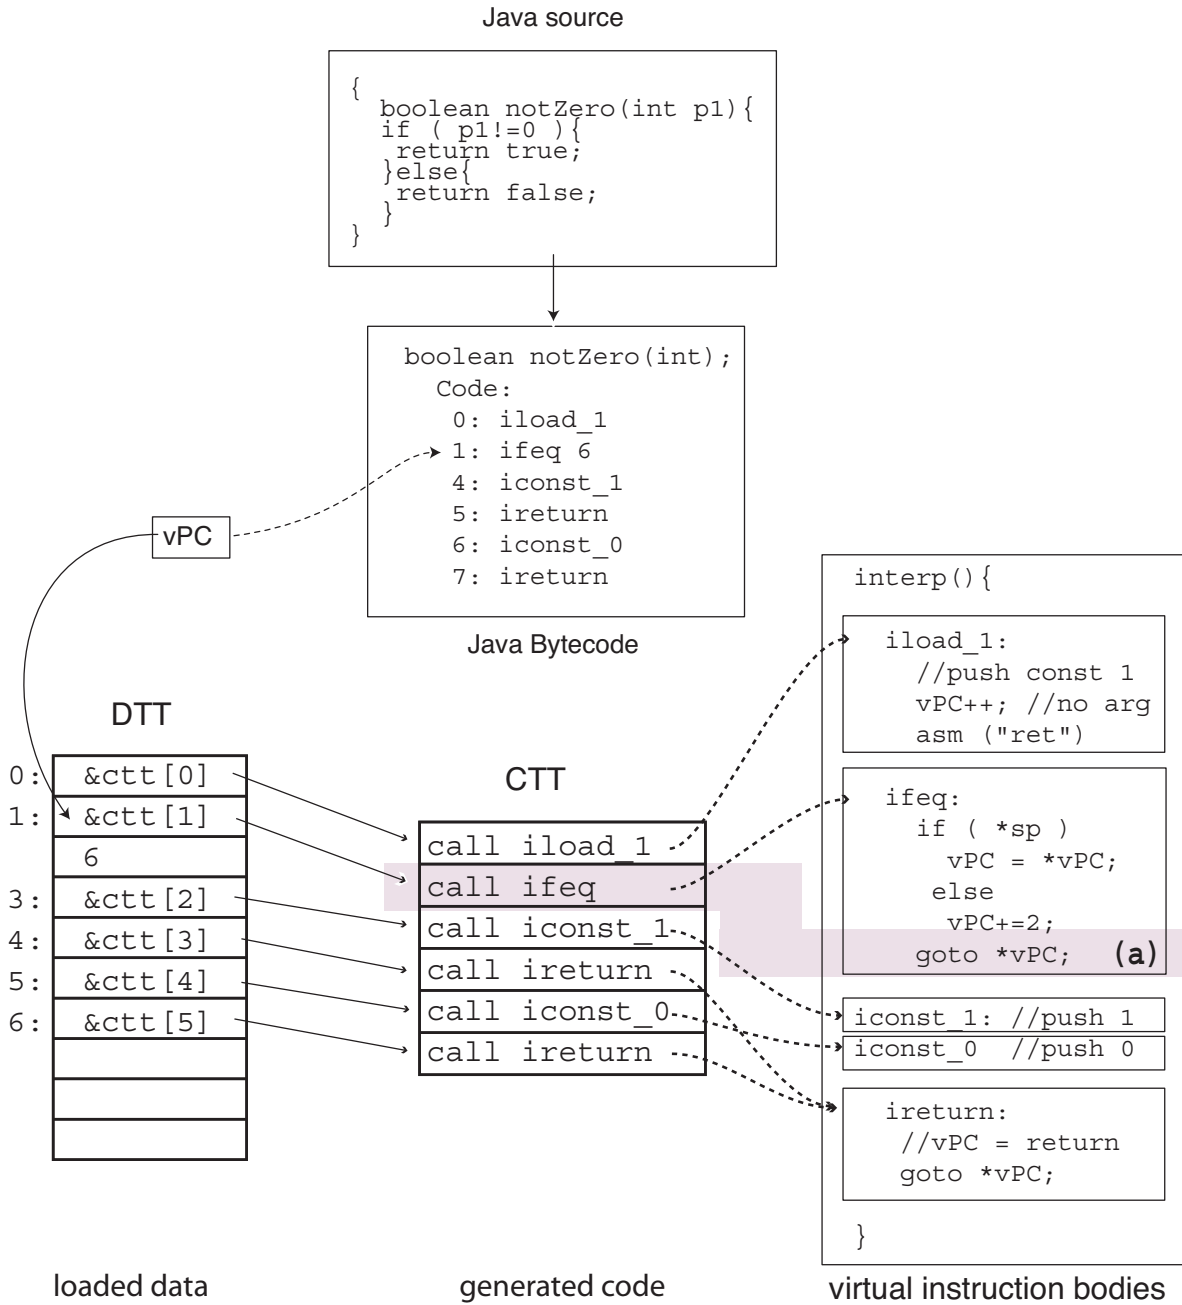 Java source
{
boolean notZero(int p1){
if ( p1!=0 ){
return true;
}else{
return false;
}
}
boolean notZero(int);
Code:
0: iload_1
1: ifeq 6
4: iconst_1
5: ireturn
6: iconst_0
7: ireturn
Java Bytecode
vPC
DTT
0: &ctt[0]
1: &ctt[1]
6
3: &ctt[2]
4: &ctt[3]
5: &ctt[4]
6: &ctt[5]
loaded data
CTT
call iload_1
call ifeq
call iconst_1
call ireturn
call iconst_0
call ireturn
generated code
interp(){
iload_1:
//push const 1
vPC++; //no arg
asm ("ret")
ifeq:
if ( *sp )
vPC = *vPC;
else
vPC+=2;
goto *vPC; (a)
iconst_1: //push 1
iconst_0 //push 0
ireturn:
//vPC = return
goto *vPC;
}
virtual instruction bodies